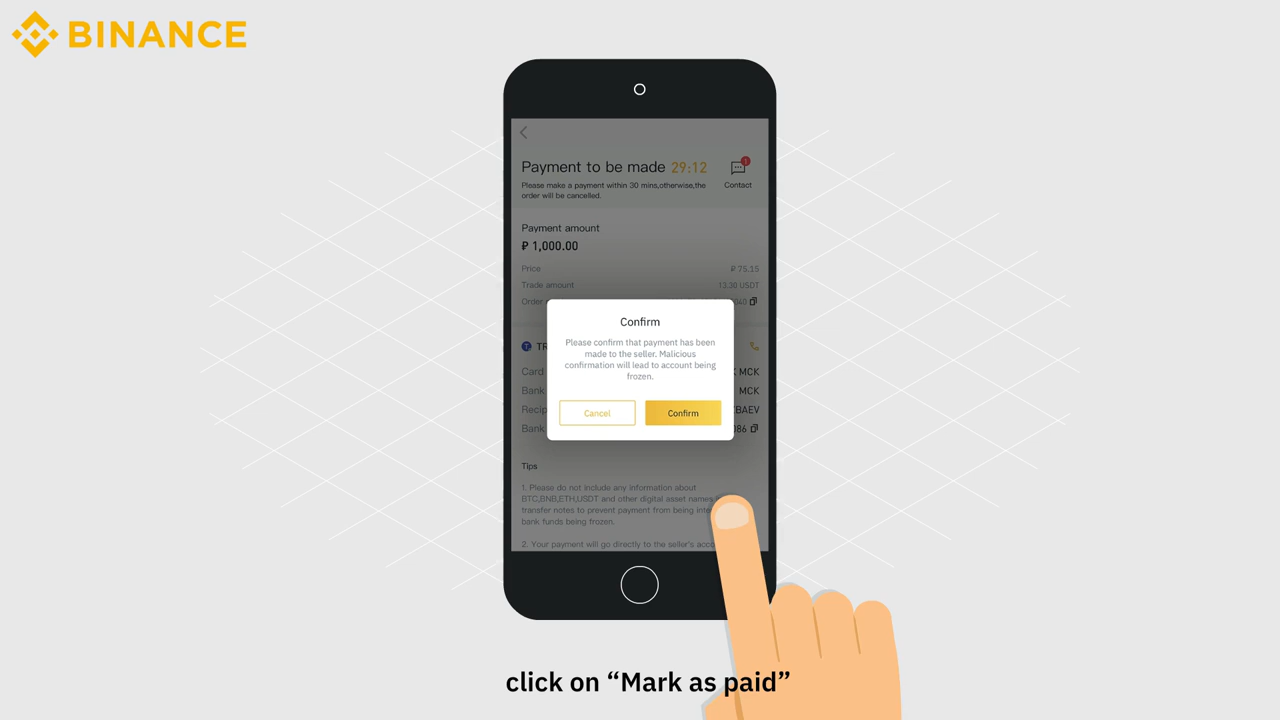 BINANCE
Payment to be made 29:12
Please make a payment within 30 mins,otherwise,the
order will be cancelled.
1
Contact
Payment amount
₽ 1,000.00
Price ₽ 75.15
Trade amount 13.30 USDT
Order 040
Confirm
Please confirm that payment has been
made to the seller. Malicious
confirmation will lead to account being
frozen.
Cancel Confirm
Card MCK
Bank MCK
Bank 086
Tips
1. Please do not include any information about
BTC,BNB,ETH,USDT and other digital asset names
transfer notes to prevent payment from being
bank funds being frozen.
2. Your payment will go directly to the seller's
click on “Mark as paid”